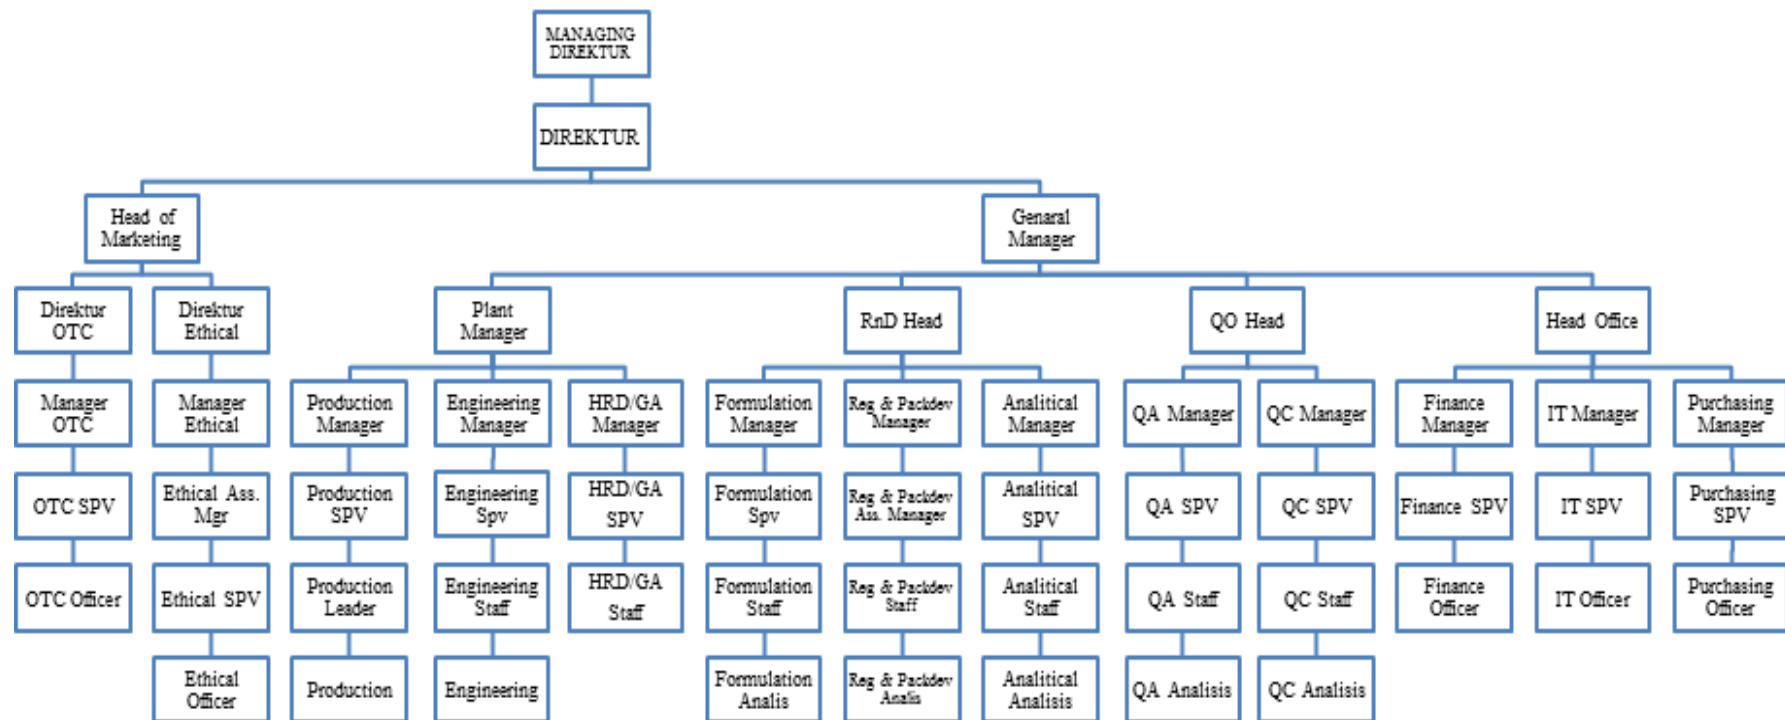 MANAGING
DIREKTUR
DIREKTUR
Head of
Marketing
Genaral
Manager
Direktur
OTC
Direktur
Ethical
Plant
Manager
RnD Head
QO Head
Head Office
Manager
OTC
Manager
Ethical
Production
Manager
Engineering
Manager
HRD/GA
Manager
Formulation
Manager
Reg & Packdev
Manager
Analitical
Manager
QA Manager
QC Manager
Finance
Manager
IT Manager
Purchasing
Manager
OTC SPV
Ethical Ass.
Mgr
Production
SPV
Engineering
Spv
HRD/GA
SPV
Formulation
Spv
Reg & Packdev
Ass. Manager
Analitical
SPV
QA SPV
QC SPV
Finance SPV
IT SPV
Purchasing
SPV
OTC Officer
Ethical SPV
Production
Leader
Engineering
Staff
HRD/GA
Staff
Formulation
Staff
Reg & Packdev
Staff
Analitical
Staff
QA Staff
QC Staff
Finance
Officer
IT Officer
Purchasing
Officer
Ethical
Officer
Production
Engineering
Formulation
Analis
Reg & Packdev
Analis
Analitical
Analisis
QA Analisis
QC Analisis